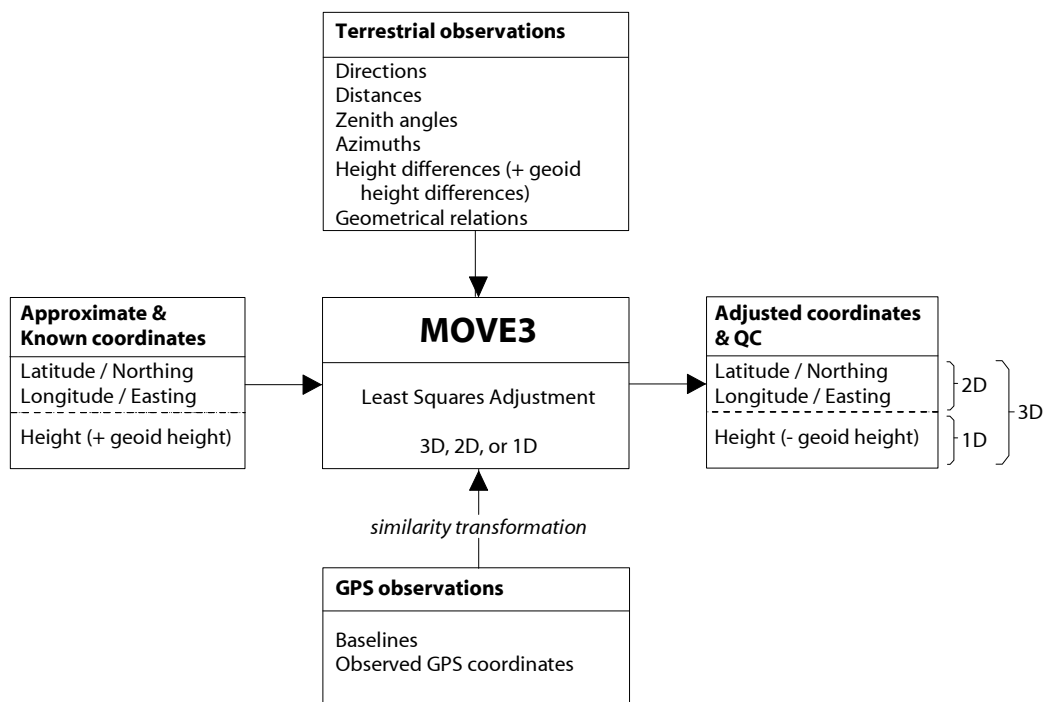 Terrestrial observations
Directions
Distances
Zenith angles
Azimuths
Height differences (+ geoid
height differences)
Geometrical relations
Approximate &
Known coordinates
Latitude / Northing
Longitude / Easting
Height (+ geoid height)
MOVE3
Least Squares Adjustment
3D, 2D, or 1D
Adjusted coordinates
& QC
Latitude / Northing
Longitude / Easting
Height (- geoid height)
2D
1D
3D
similarity transformation
GPS observations
Baselines
Observed GPS coordinates